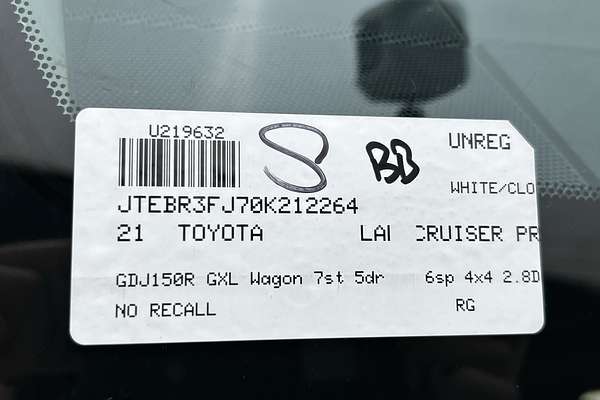 U219632
S
BB
UNREG
WHITE/CLO
JTEBR3FJ70K212264
21 TOYOTA LAI CRUISER PR
GDJ150R GXL Wagon 7st 5dr 6sp 4x4 2.8D
NO RECALL RG